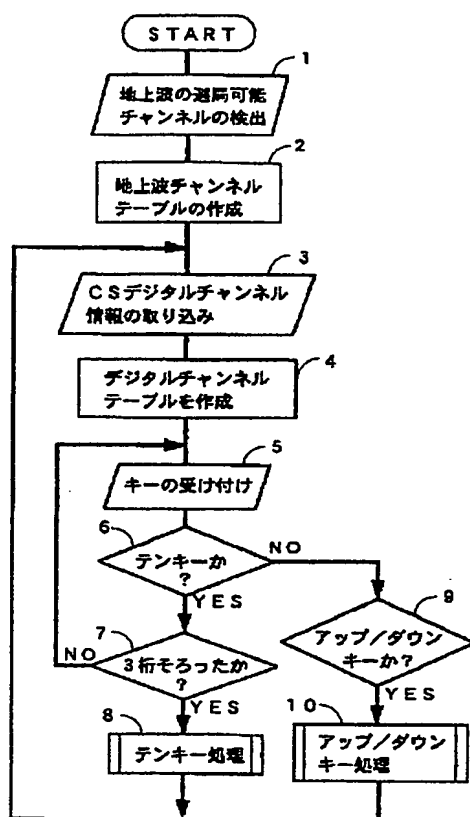 START
1
地上波の選局可能
チャンネルの検出
2
地上波チャンネル
テーブルの作成
3
CSデジタルチャンネル
情報の取り込み
4
デジタルチャンネル
テーブルを作成
5
キーの受け付け
6
テンキーか
?
NO
YES
7
3桁そろったか
?
NO
YES
8
テンキー処理
9
アップ/ダウン
キーか?
YES
10
アップ/ダウン
キー処理